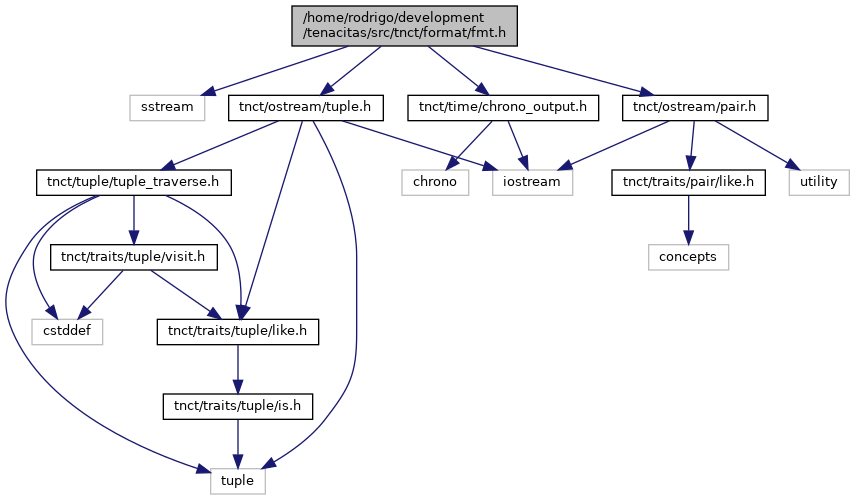 /home/rodrigo/development
/tenacitas/src/tnct/format/fmt.h
sstream
tnct/ostream/tuple.h
tnct/time/chrono_output.h
tnct/ostream/pair.h
tnct/tuple/tuple_traverse.h
chrono
iostream
tnct/traits/pair/like.h
utility
tnct/traits/tuple/visit.h
concepts
cstddef
tnct/traits/tuple/like.h
tnct/traits/tuple/is.h
tuple